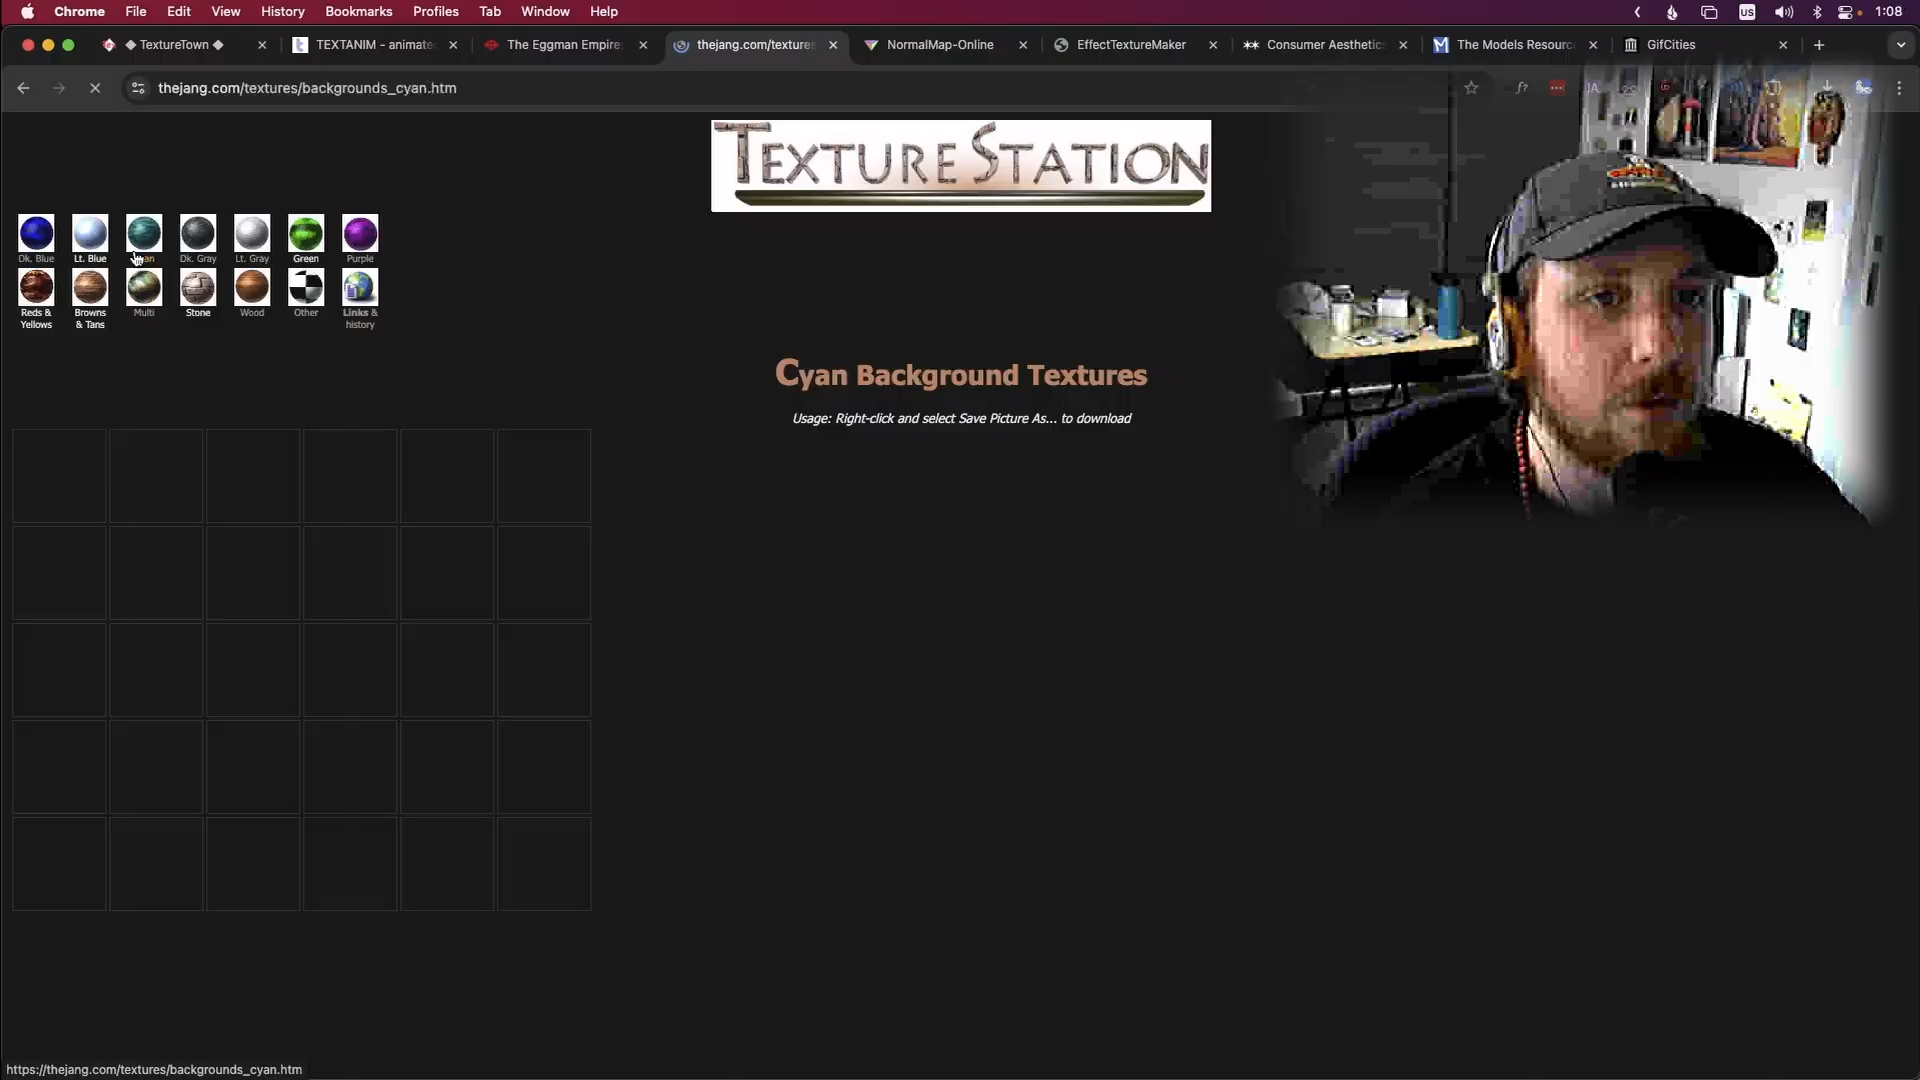 Chrome File Edit View History Bookmarks Profiles Tab Window Help US 1:08
◆ TextureTown ◆ TEXTANIM - animate The Eggman Empire: thejang.com/textures NormalMap-Online EffectTextureMaker Consumer Aesthetic The Models Resourc GifCities
thejang.com/textures/backgrounds_cyan.htm
TEXTURESTATION
Dk. Blue Lt. Blue Dk. Gray Lt. Gray Green Purple
Reds & Yellows Browns & Tans Multi Stone Wood Other Links & history
Cyan Background Textures
Usage: Right-click and select Save Picture As... to download
https://thejang.com/textures/backgrounds_cyan.htm